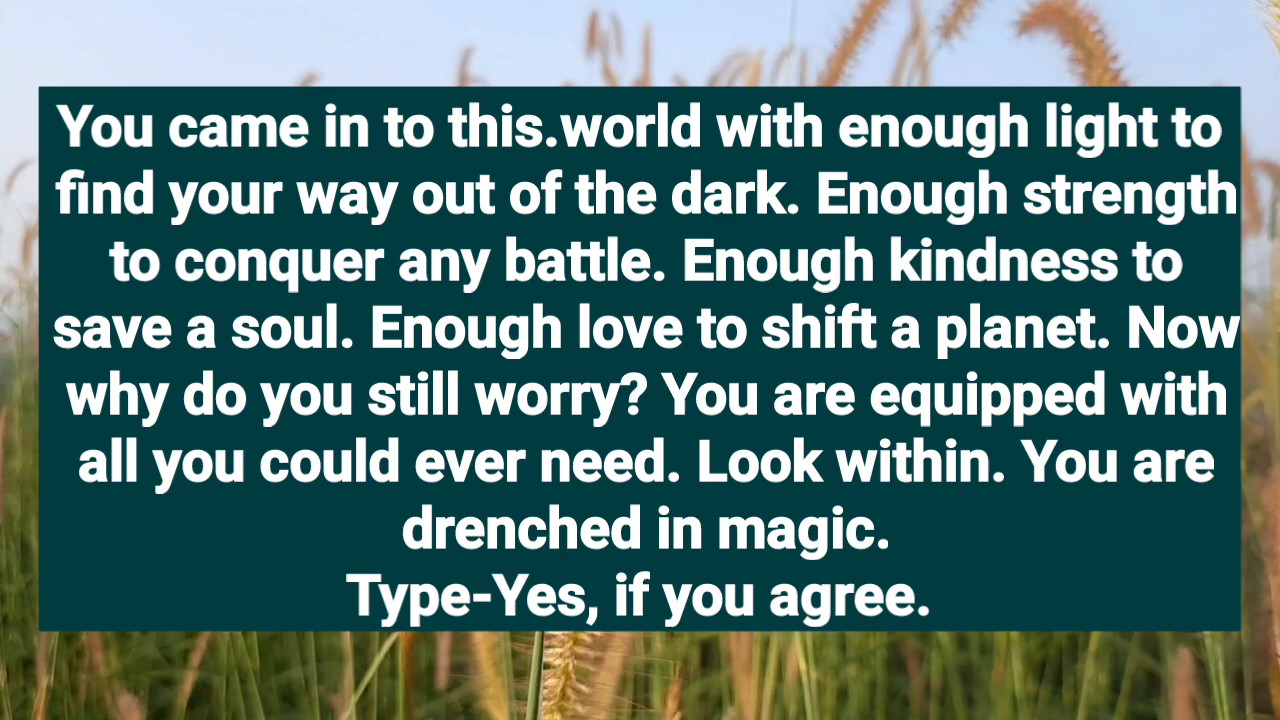 You came in to this.world with enough light to
find your way out of the dark. Enough strength
to conquer any battle. Enough kindness to
save a soul. Enough love to shift a planet. Now
why do you still worry? You are equipped with
all you could ever need. Look within. You are
drenched in magic.
Type-Yes, if you agree.